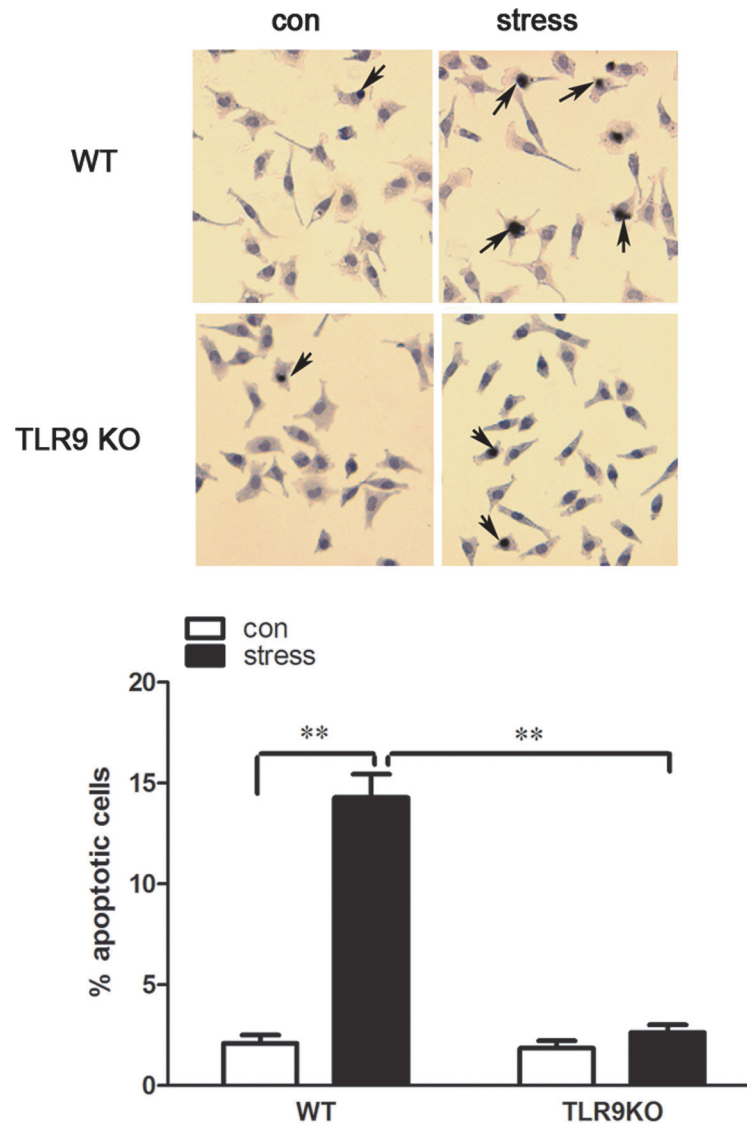 con stress
WT
TLR9 KO
con
stress
20
** **
15
10
5
0
% apoptotic cells
WT TLR9KO